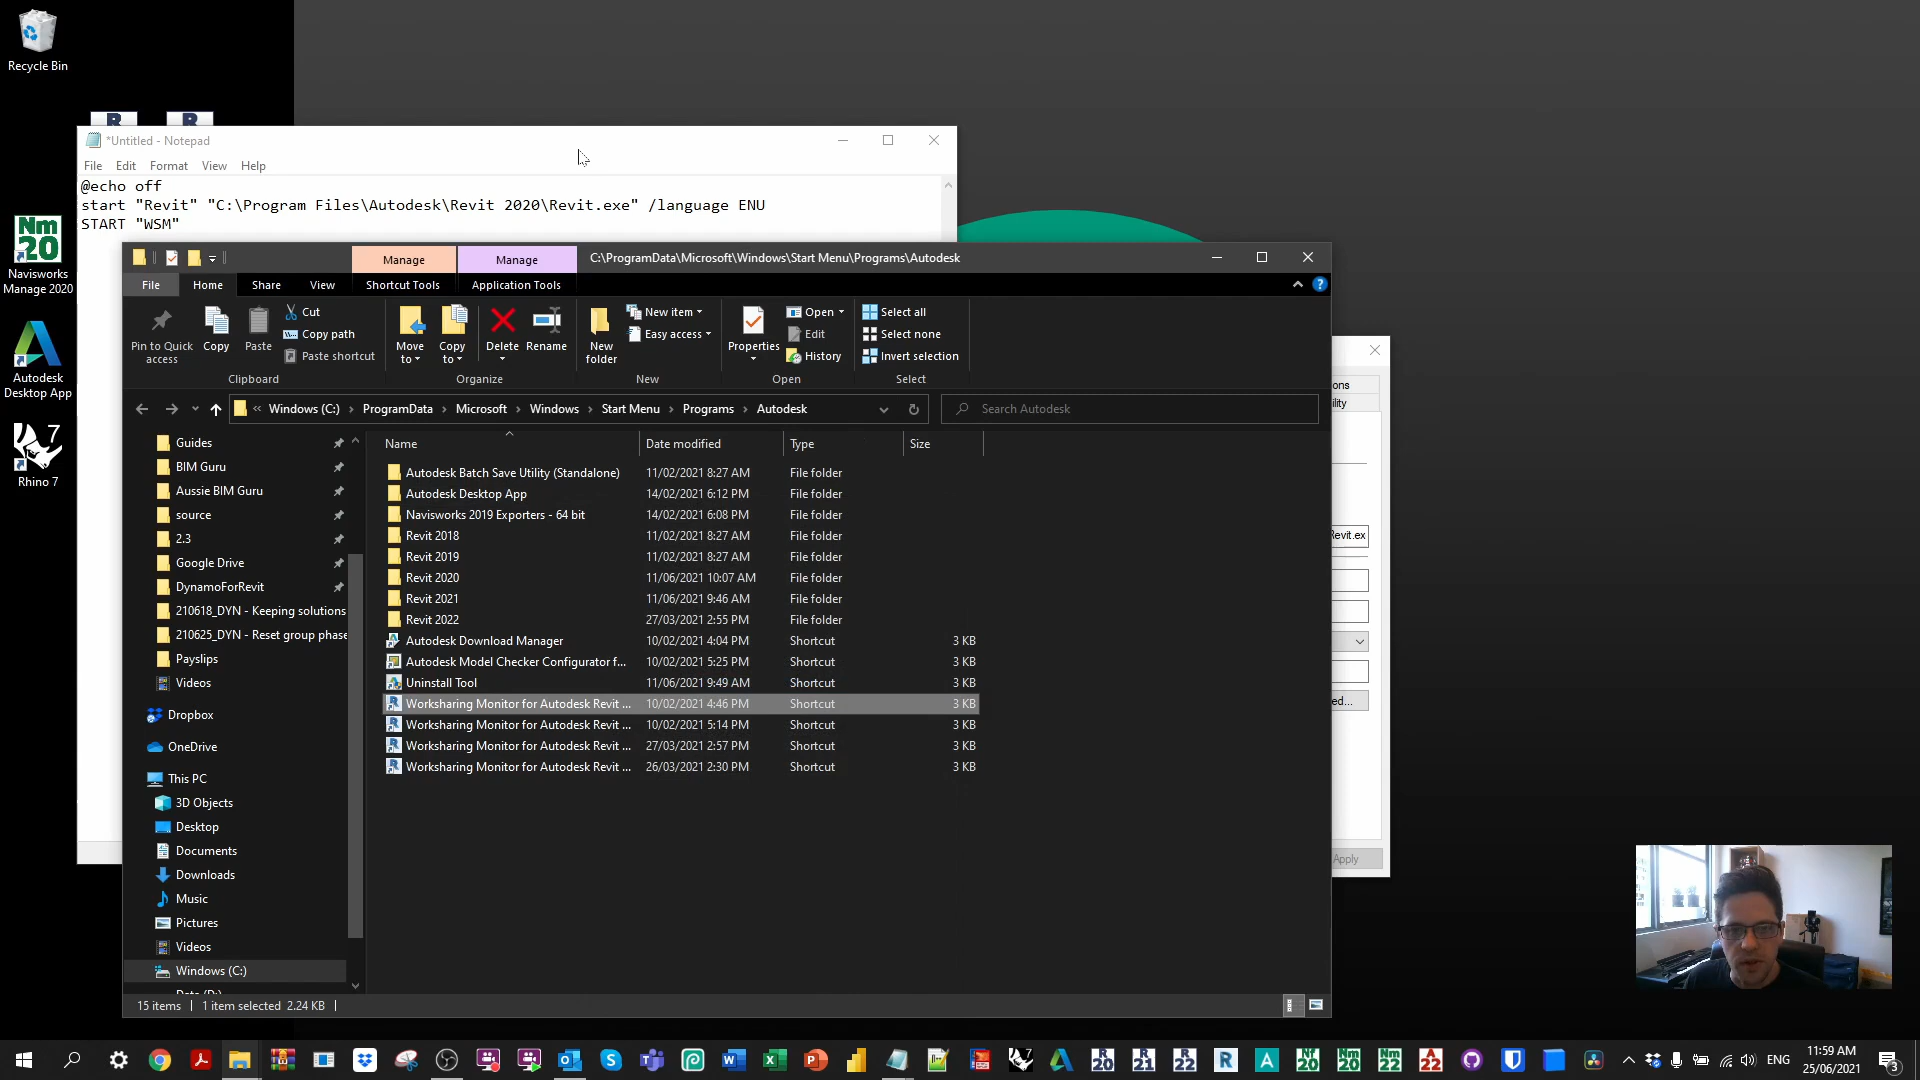 Recycle Bin
*Untitled - Notepad
File Edit Format View Help
@echo off
start "Revit" "C:\Program Files\Autodesk\Revit 2020\Revit.exe" /language ENU
START "WSM"
Nm
20
Navisworks
Manage 2020
Autodesk
Desktop App
7
Rhino 7
Manage Manage C:\ProgramData\Microsoft\Windows\Start Menu\Programs\Autodesk
File Home Share View Shortcut Tools Application Tools
Pin to Quick
access
Copy
Paste
Cut
Copy path
Paste shortcut
Move
to
Copy
to
Delete
Rename
New
folder
New item
Easy access
Properties
Open
Edit
History
Select all
Select none
Invert selection
Clipboard Organize New Open Select
« Windows (C:) › ProgramData › Microsoft › Windows › Start Menu › Programs › Autodesk
Search Autodesk
Guides
BIM Guru
Aussie BIM Guru
source
2.3
Google Drive
DynamoForRevit
210618_DYN - Keeping solutions
210625_DYN - Reset group phase
Payslips
Videos
Dropbox
OneDrive
This PC
3D Objects
Desktop
Documents
Downloads
Music
Pictures
Videos
Windows (C:)
Name Date modified Type Size
Autodesk Batch Save Utility (Standalone) 11/02/2021 8:27 AM File folder
Autodesk Desktop App 14/02/2021 6:12 PM File folder
Navisworks 2019 Exporters - 64 bit 14/02/2021 6:08 PM File folder
Revit 2018 11/02/2021 8:27 AM File folder
Revit 2019 11/02/2021 8:27 AM File folder
Revit 2020 11/06/2021 10:07 AM File folder
Revit 2021 11/06/2021 9:46 AM File folder
Revit 2022 27/03/2021 2:55 PM File folder
Autodesk Download Manager 10/02/2021 4:04 PM Shortcut 3 KB
Autodesk Model Checker Configurator f... 10/02/2021 5:25 PM Shortcut 3 KB
Uninstall Tool 11/06/2021 9:49 AM Shortcut 3 KB
Worksharing Monitor for Autodesk Revit ... 10/02/2021 4:46 PM Shortcut 3 KB
Worksharing Monitor for Autodesk Revit ... 10/02/2021 5:14 PM Shortcut 3 KB
Worksharing Monitor for Autodesk Revit ... 27/03/2021 2:57 PM Shortcut 3 KB
Worksharing Monitor for Autodesk Revit ... 26/03/2021 2:30 PM Shortcut 3 KB
15 items 1 item selected 2.24 KB
ons
ility
Revit.ex
ed...
Apply
ENG
11:59 AM
25/06/2021
3